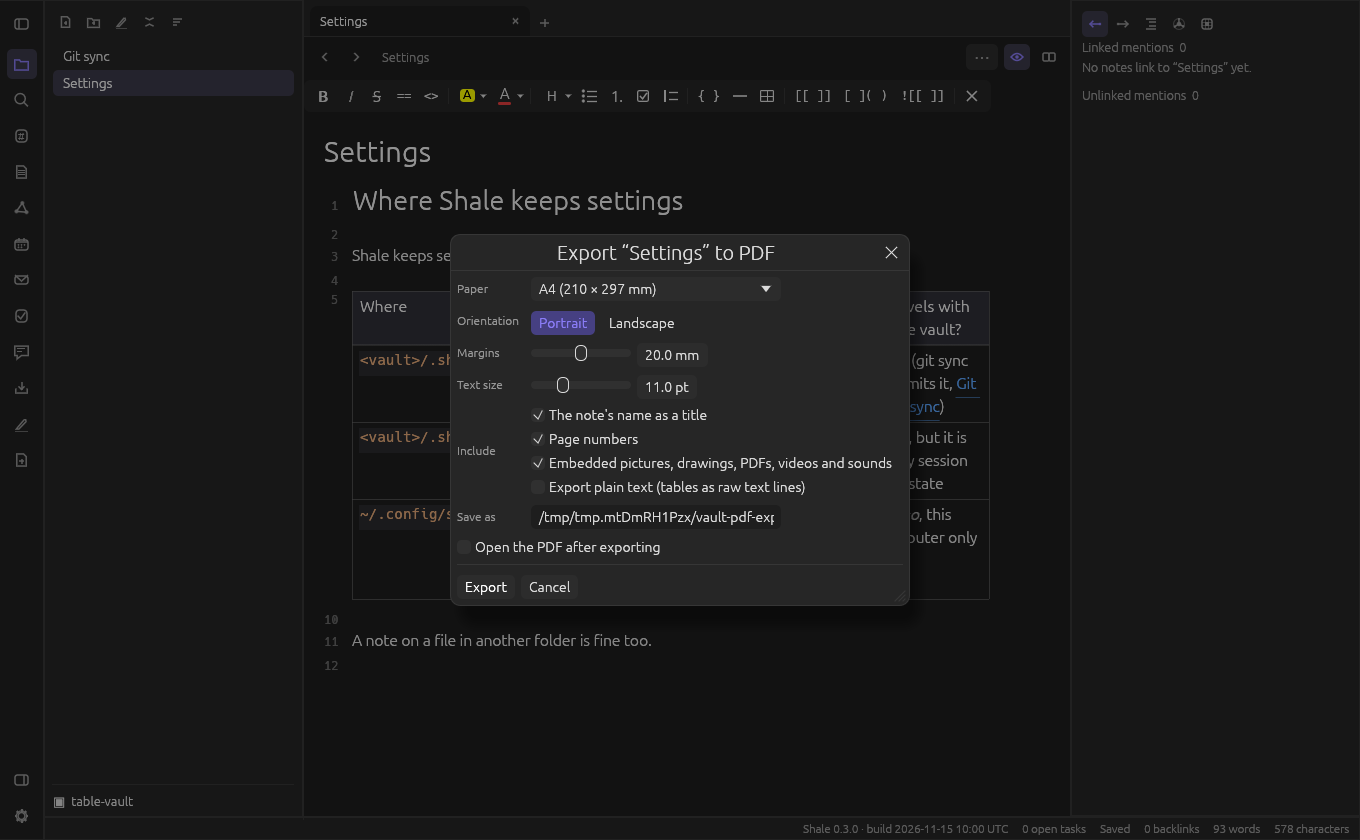 Settings
Git sync
Settings
Settings
B I S == <> A A H 1. { } [[ ]] [ ]( ) ![[ ]]
Linked mentions 0
No notes link to “Settings” yet.
Unlinked mentions 0
Settings
1 Where Shale keeps settings
2
3 Shale keeps se
4
5
Where
vels with
e vault?
<vault>/.sh
(git sync
mits it, Git
sync)
<vault>/.sh
, but it is
y session
state
~/.config/s
o, this
outer only
10
11 A note on a file in another folder is fine too.
12
Export “Settings” to PDF
Paper A4 (210 × 297 mm)
Orientation Portrait Landscape
Margins 20.0 mm
Text size 11.0 pt
Include
The note's name as a title
Page numbers
Embedded pictures, drawings, PDFs, videos and sounds
Export plain text (tables as raw text lines)
Save as /tmp/tmp.mtDmRH1Pzx/vault-pdf-exp
Open the PDF after exporting
Export Cancel
table-vault
Shale 0.3.0 · build 2026-11-15 10:00 UTC 0 open tasks Saved 0 backlinks 93 words 578 characters